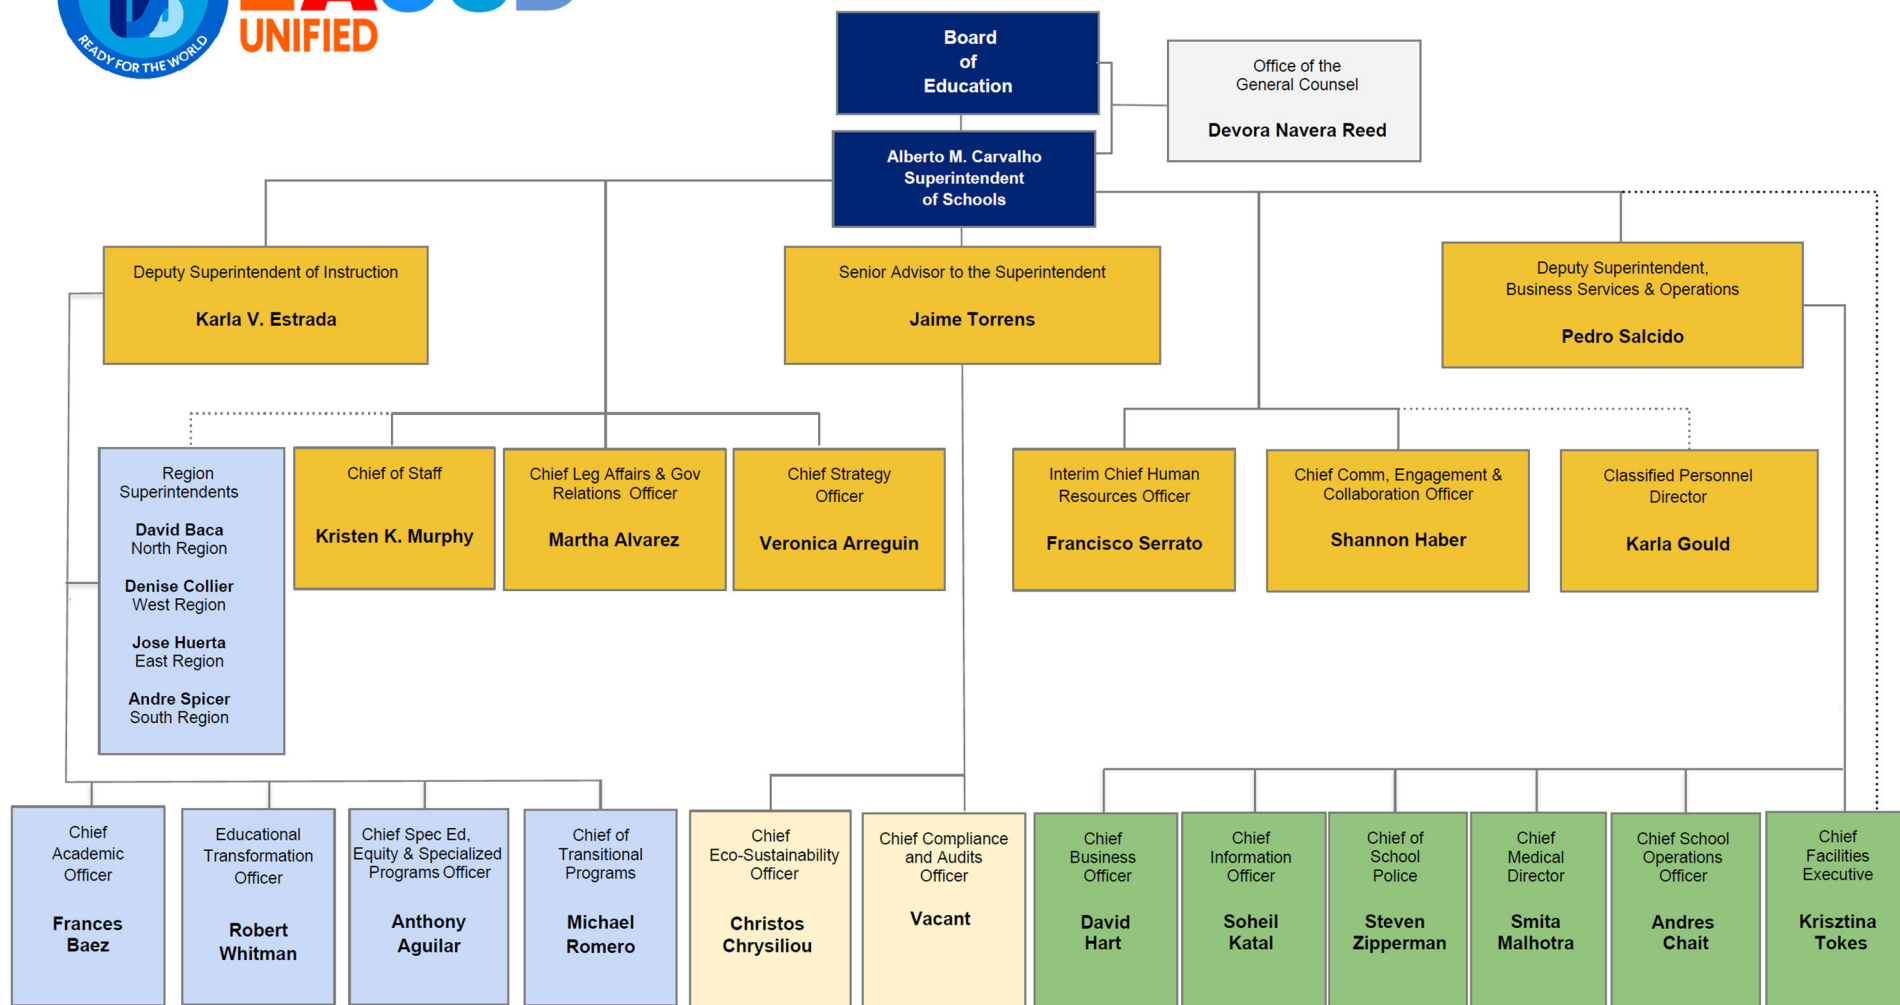 READY FOR THE WORLD
UNIFIED
Board
of
Education
Office of the
General Counsel
Devora Navera Reed
Alberto M. Carvalho
Superintendent
of Schools
Deputy Superintendent of Instruction
Karla V. Estrada
Senior Advisor to the Superintendent
Jaime Torrens
Deputy Superintendent,
Business Services & Operations
Pedro Salcido
Region
Superintendents
David Baca
North Region
Denise Collier
West Region
Jose Huerta
East Region
Andre Spicer
South Region
Chief of Staff
Kristen K. Murphy
Chief Leg Affairs & Gov
Relations Officer
Martha Alvarez
Chief Strategy
Officer
Veronica Arreguin
Interim Chief Human
Resources Officer
Francisco Serrato
Chief Comm, Engagement &
Collaboration Officer
Shannon Haber
Classified Personnel
Director
Karla Gould
Chief
Academic
Officer
Frances
Baez
Educational
Transformation
Officer
Robert
Whitman
Chief Spec Ed,
Equity & Specialized
Programs Officer
Anthony
Aguilar
Chief of
Transitional
Programs
Michael
Romero
Chief
Eco-Sustainability
Officer
Christos
Chrysiliou
Chief Compliance
and Audits
Officer
Vacant
Chief
Business
Officer
David
Hart
Chief
Information
Officer
Soheil
Katal
Chief of
School
Police
Steven
Zipperman
Chief
Medical
Director
Smita
Malhotra
Chief School
Operations
Officer
Andres
Chait
Chief
Facilities
Executive
Krisztina
Tokes